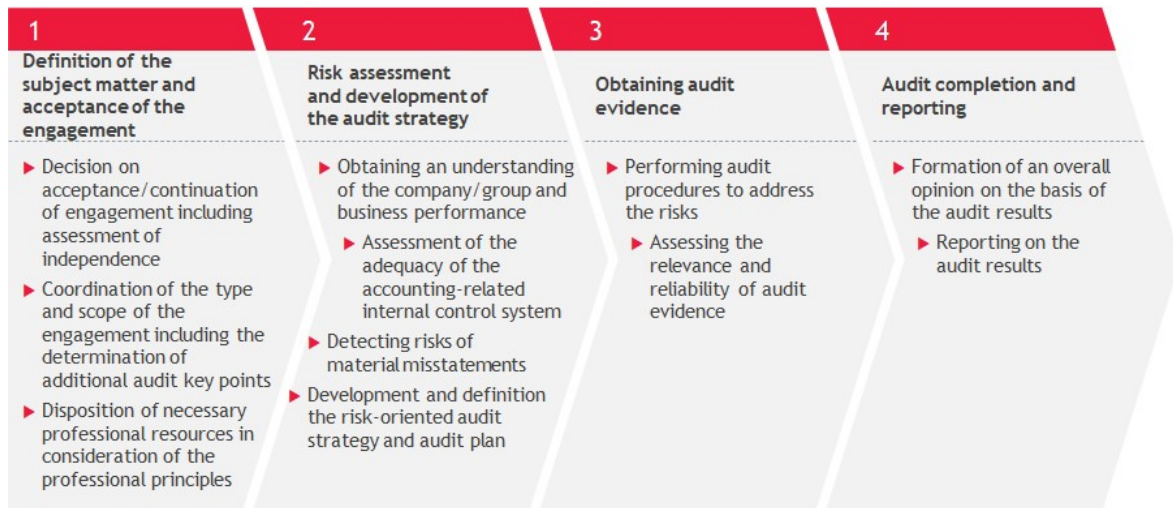 1
Definition of the
subject matter and
acceptance of the
engagement
▶ Decision on
acceptance/continuation
of engagement including
assessment of
independence
▶ Coordination of the type
and scope of the
engagement including the
determination of
additional audit key points
▶ Disposition of necessary
professional resources in
consideration of the
professional principles
2
Risk assessment
and development of
the audit strategy
▶ Obtaining an understanding
of the company/group and
business performance
▶ Assessment of the
adequacy of the
accounting-related
internal control system
▶ Detecting risks of
material misstatements
▶ Development and definition
the risk-oriented audit
strategy and audit plan
3
Obtaining audit
evidence
▶ Performing audit
procedures to address
the risks
▶ Assessing the
relevance and
reliability of audit
evidence
4
Audit completion and
reporting
▶ Formation of an overall
opinion on the basis of
the audit results
▶ Reporting on the
audit results